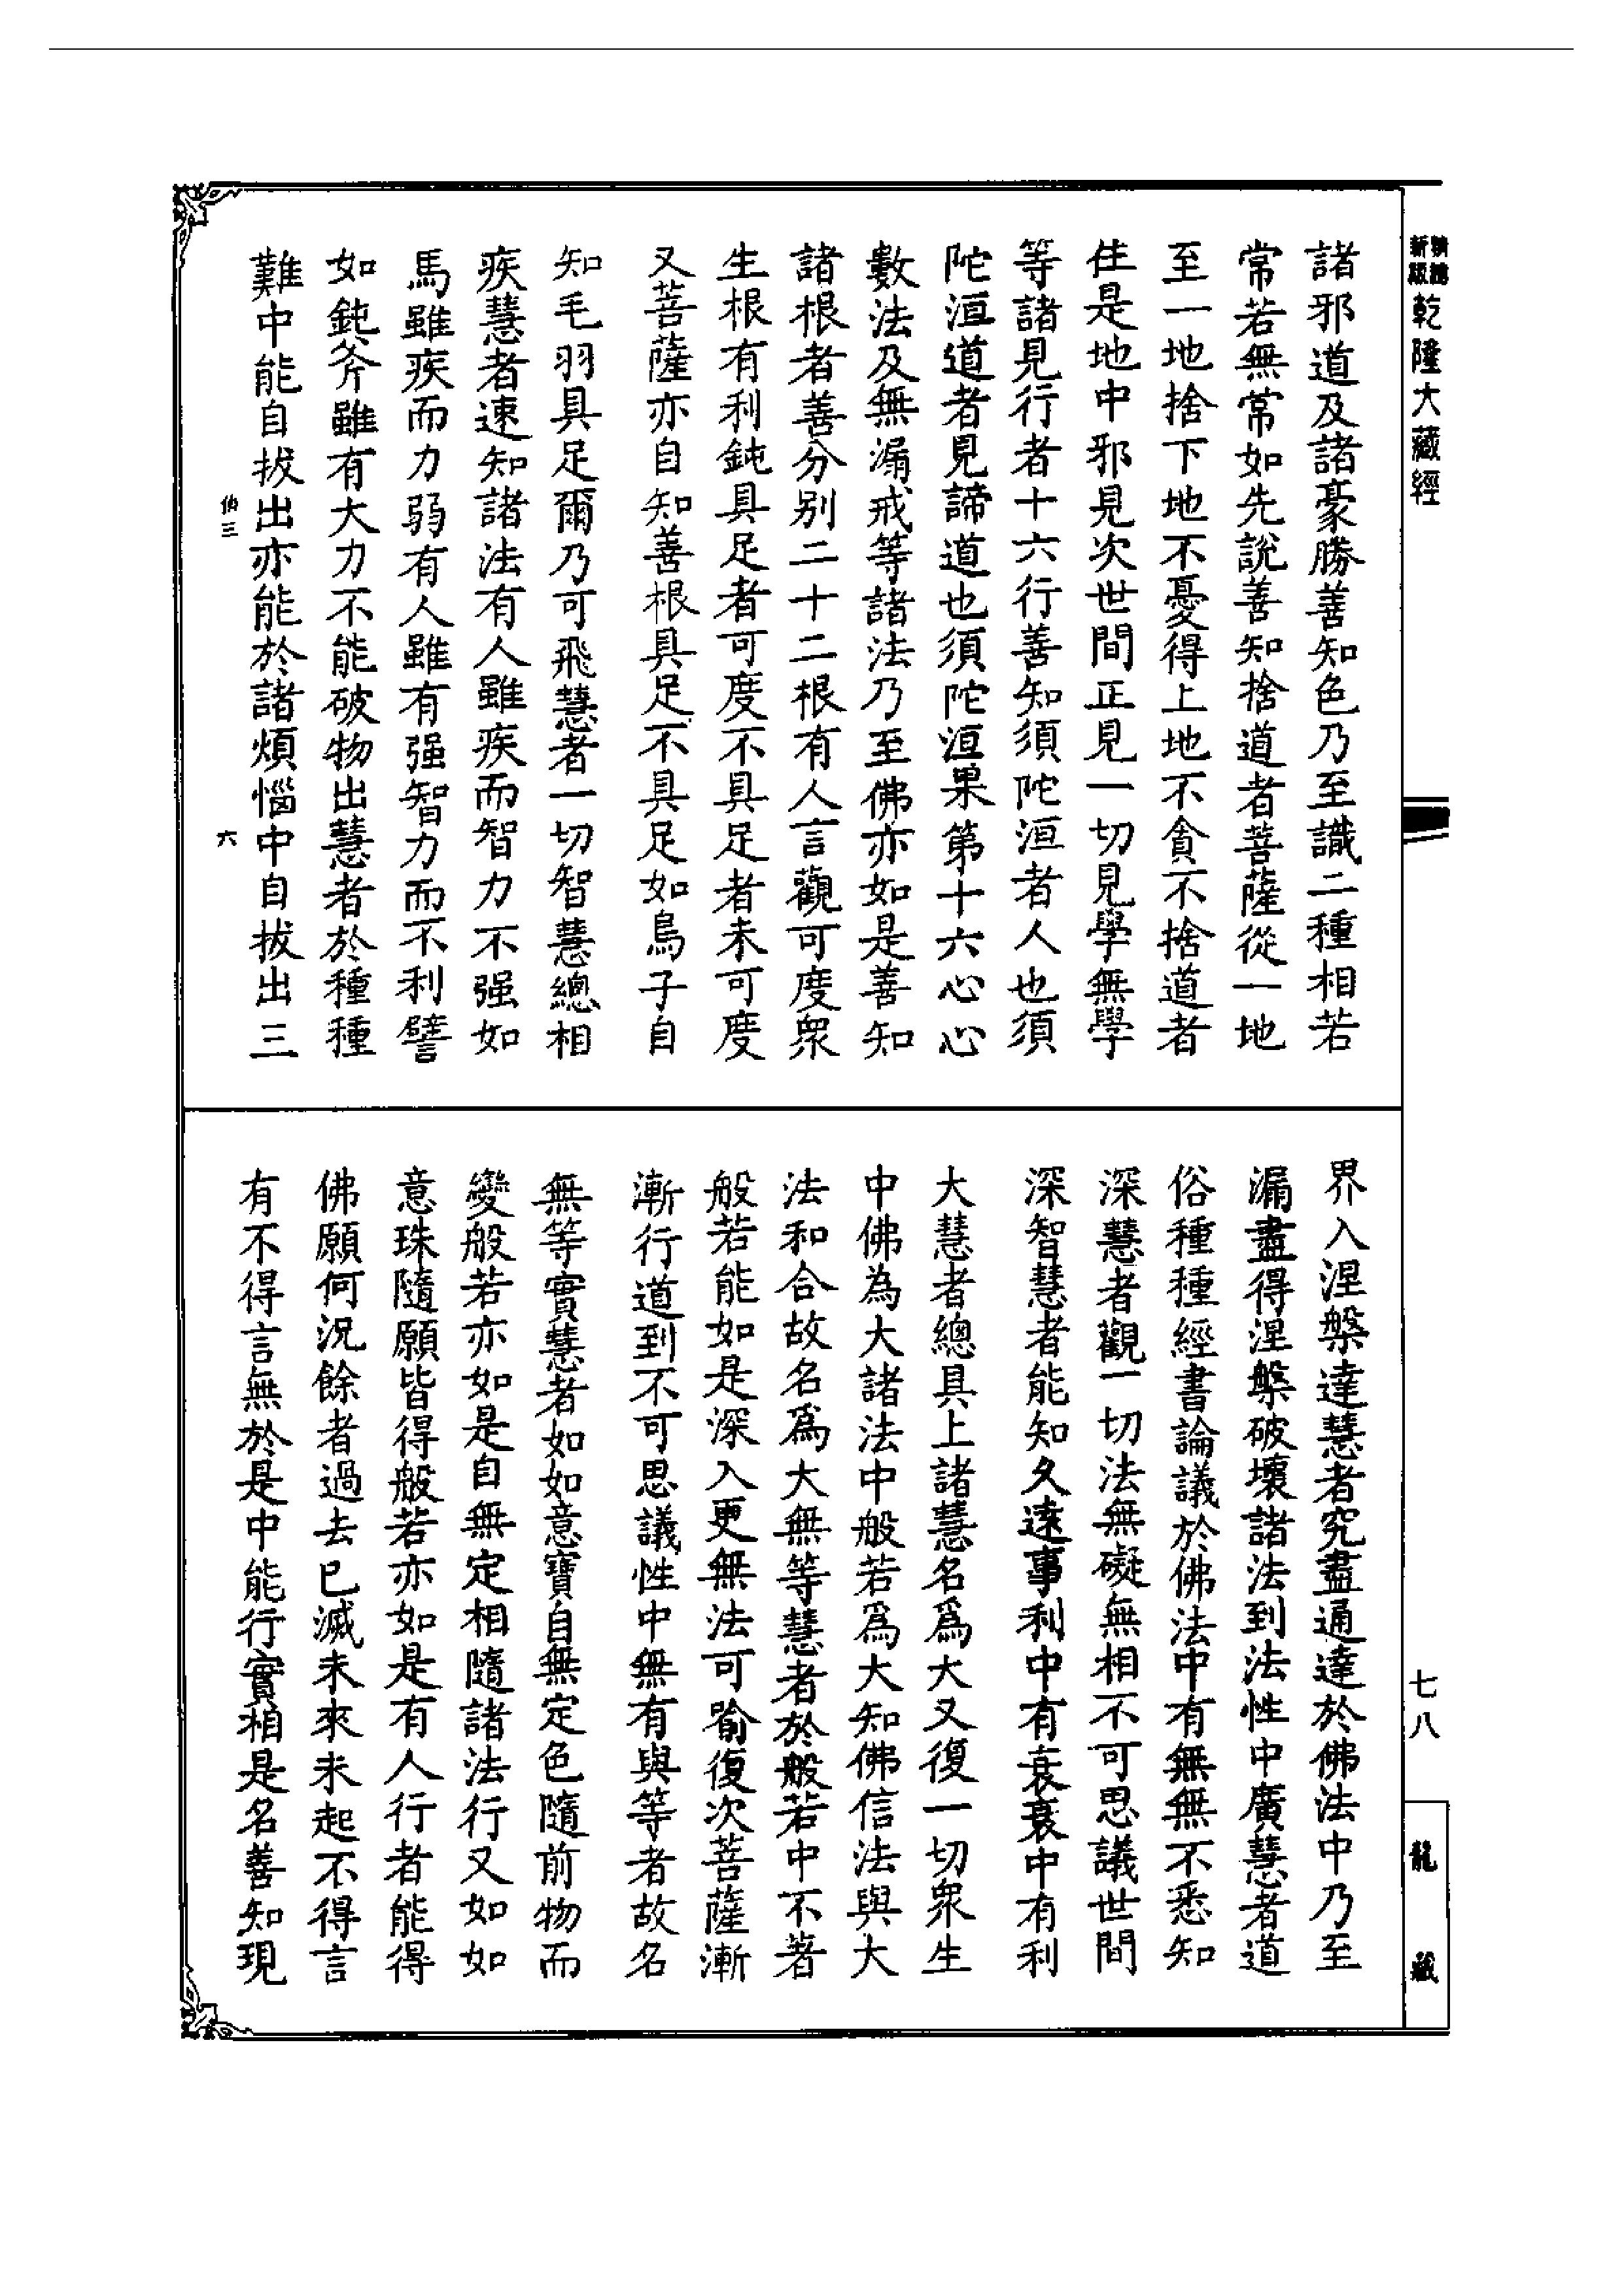 乾隆大藏經
諸邪道及諸豪勝善知色乃至識二種相若
常若無常如先說善知捨道者菩薩從一地
至一地捨下地不憂得上地不貪不捨道者
住是地中邪見次世間正見一切見學無學
等諸見行者十六行善知須陀洹者人也須
陀洹道者見諦道也須陀洹果第十六心心
數法及無漏戒等諸法乃至佛亦如是善知
諸根者善分別二十二根有人言觀可度眾
生根有利鈍具足者可度不具足者未可度
又菩薩亦自知善根具足不具足如鳥子自
知毛羽具足爾乃可飛慧者一切智慧總相
疾慧者速知諸法有人雖疾而智力不强如
馬雖疾而力弱有人雖有强智力而不利譬
如鈍斧雖有大力不能破物出慧者於種種
難中能自拔出亦能於諸煩惱中自拔出三
伯三
六
界入涅槃達慧者究盡通達於佛法中乃至
漏盡得涅槃破壞諸法到法性中廣慧者道
俗種種經書論議於佛法中有無無不悉知
深慧者觀一切法無礙無相不可思議世間
深智慧者能知久遠事利中有衰衰中有利
大慧者總具上諸慧名爲大又復一切眾生
中佛為大諸法中般若爲大知佛信法與大
法和合故名爲大無等慧者於般若中不著
般若能如是深入更無法可喻復次菩薩漸
漸行道到不可思議性中無有與等者故名
無等實慧者如如意寶自無定色隨前物而
變般若亦如是自無定相隨諸法行又如如
意珠隨願皆得般若亦如是有人行者能得
佛願何況餘者過去已滅未來未起不得言
有不得言無於是中能行實相是名善知現
七八
龍藏